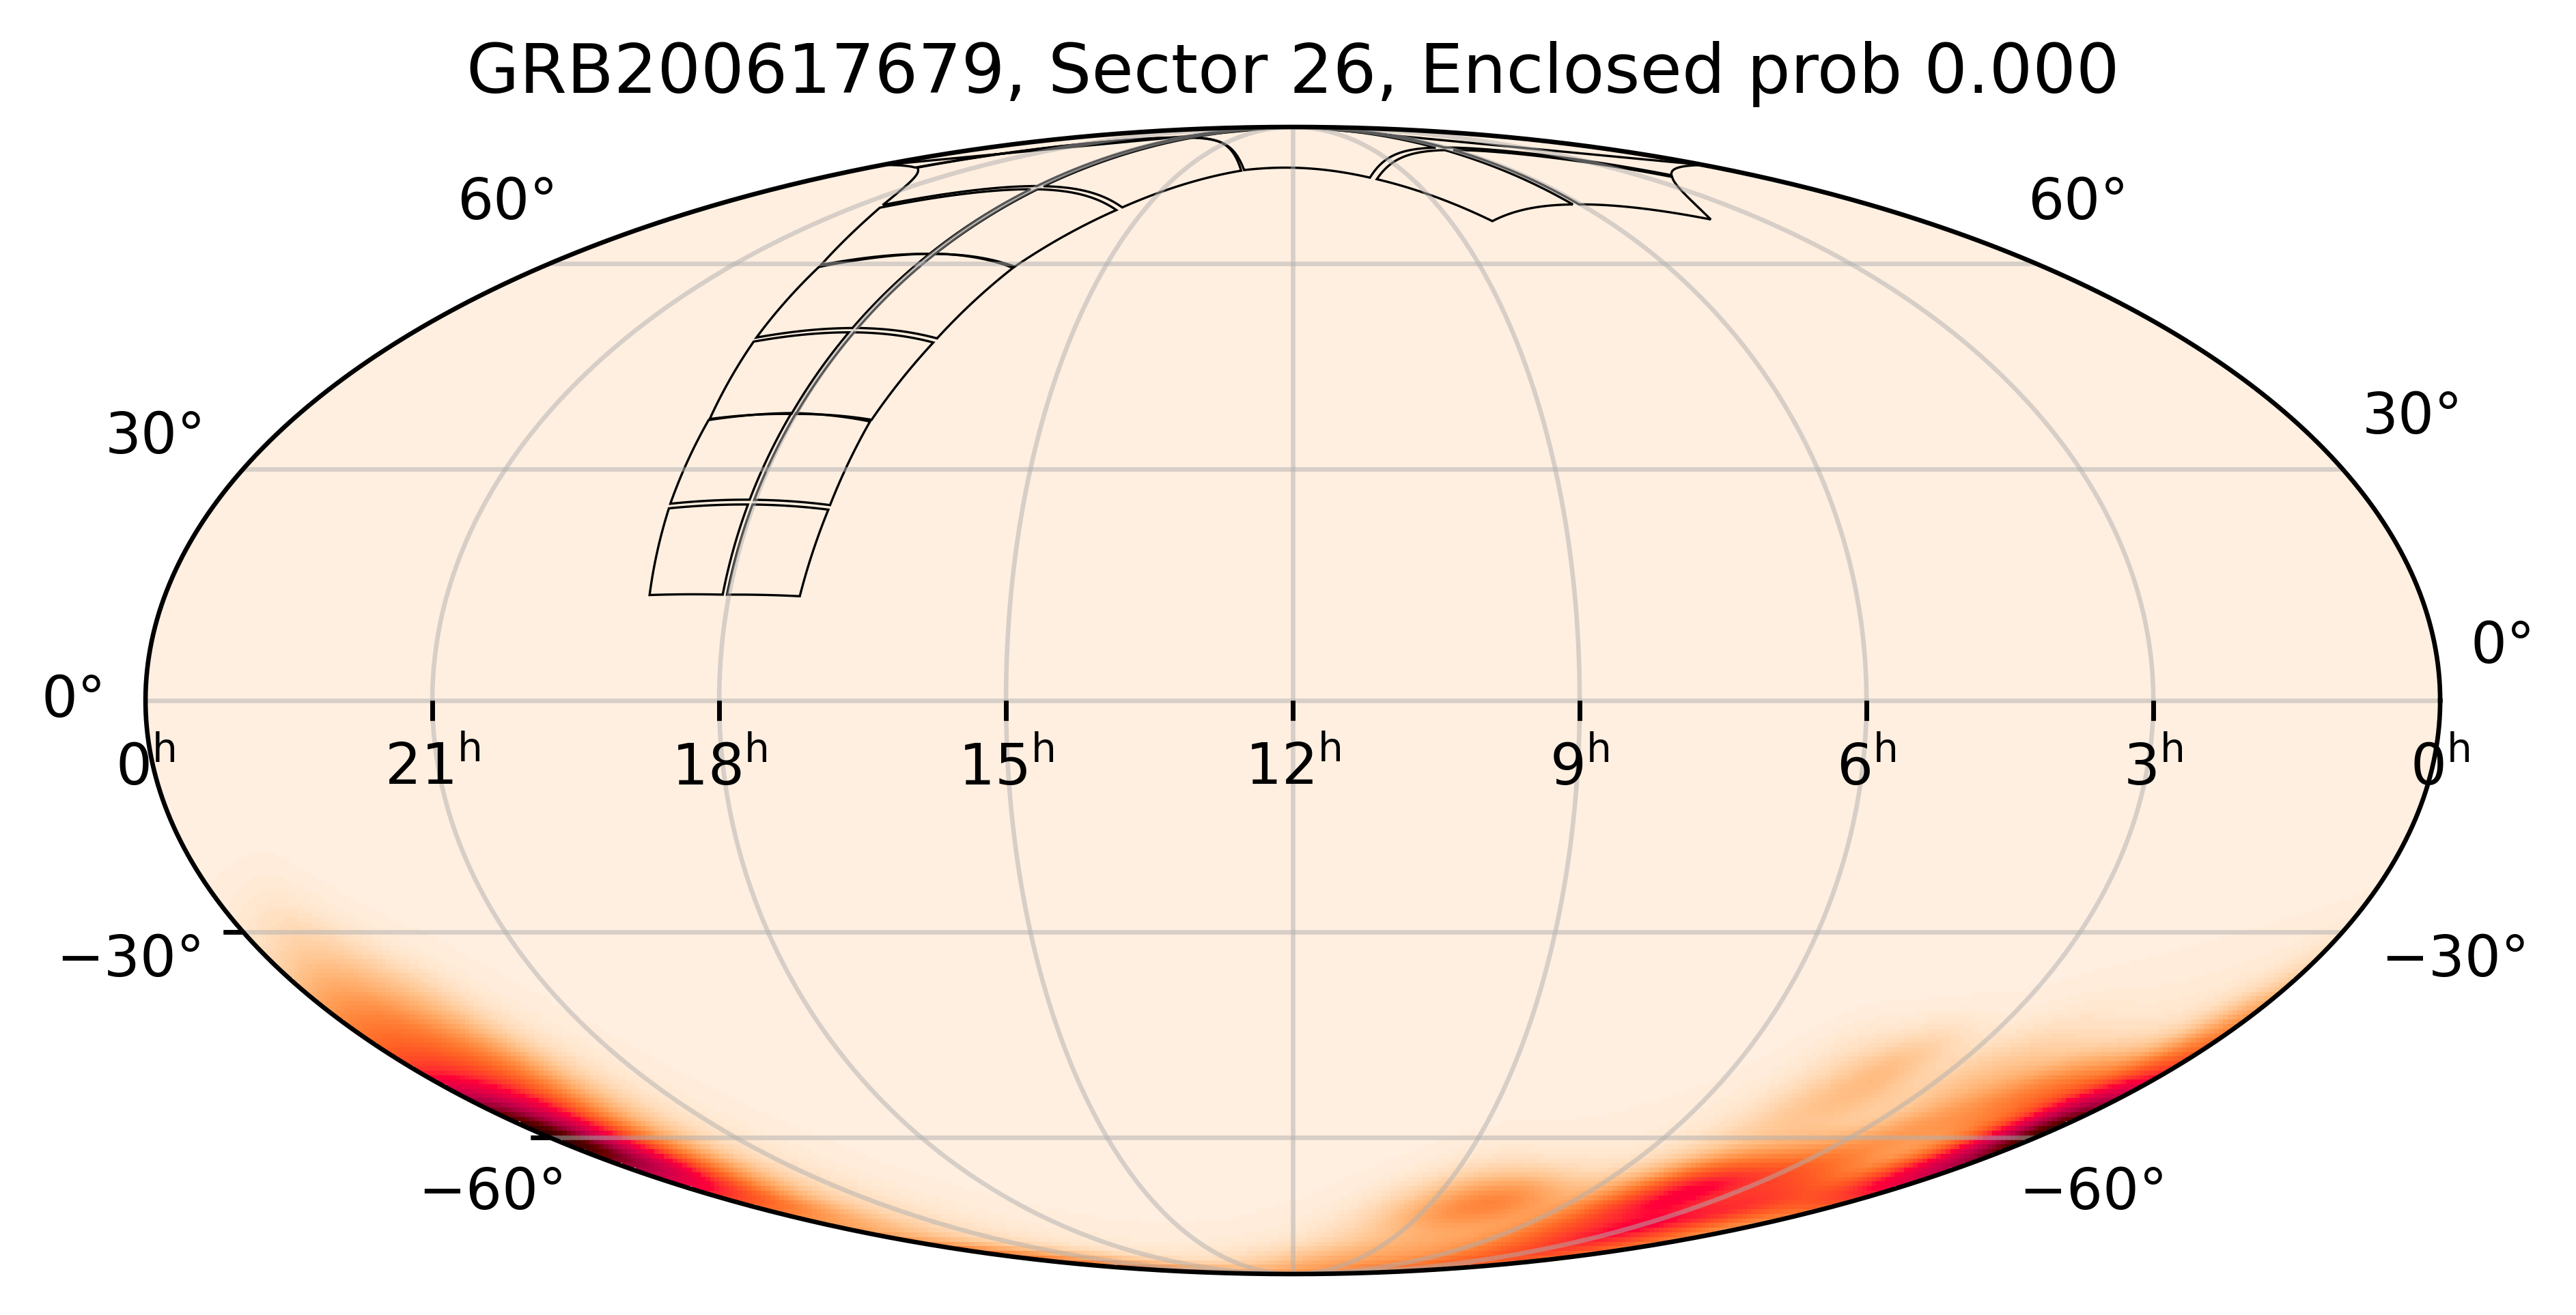 GRB200617679, Sector 26, Enclosed prob 0.000
60° 60°
30° 30°
0° 0°
0ʰ 21ʰ 18ʰ 15ʰ 12ʰ 9ʰ 6ʰ 3ʰ 0ʰ
−30° −30°
−60° −60°